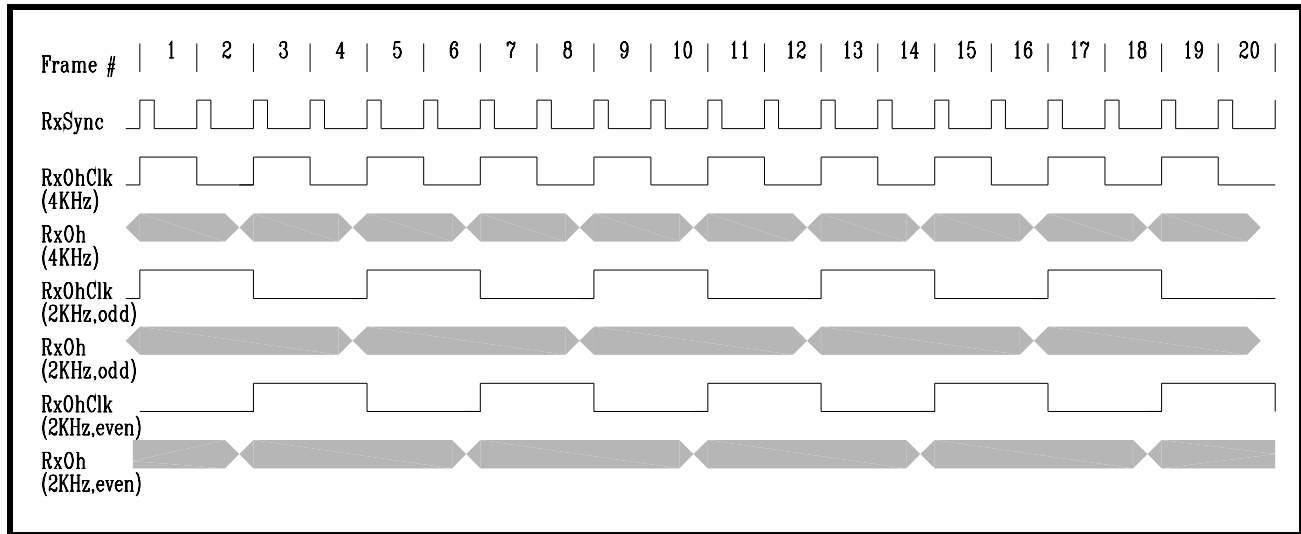 Frame # 1 2 3 4 5 6 7 8 9 10 11 12 13 14 15 16 17 18 19 20
RxSync
RxOhClk
(4KHz)
RxOh
(4KHz)
RxOhClk
(2KHz,odd)
RxOh
(2KHz,odd)
RxOhClk
(2KHz,even)
RxOh
(2KHz,even)